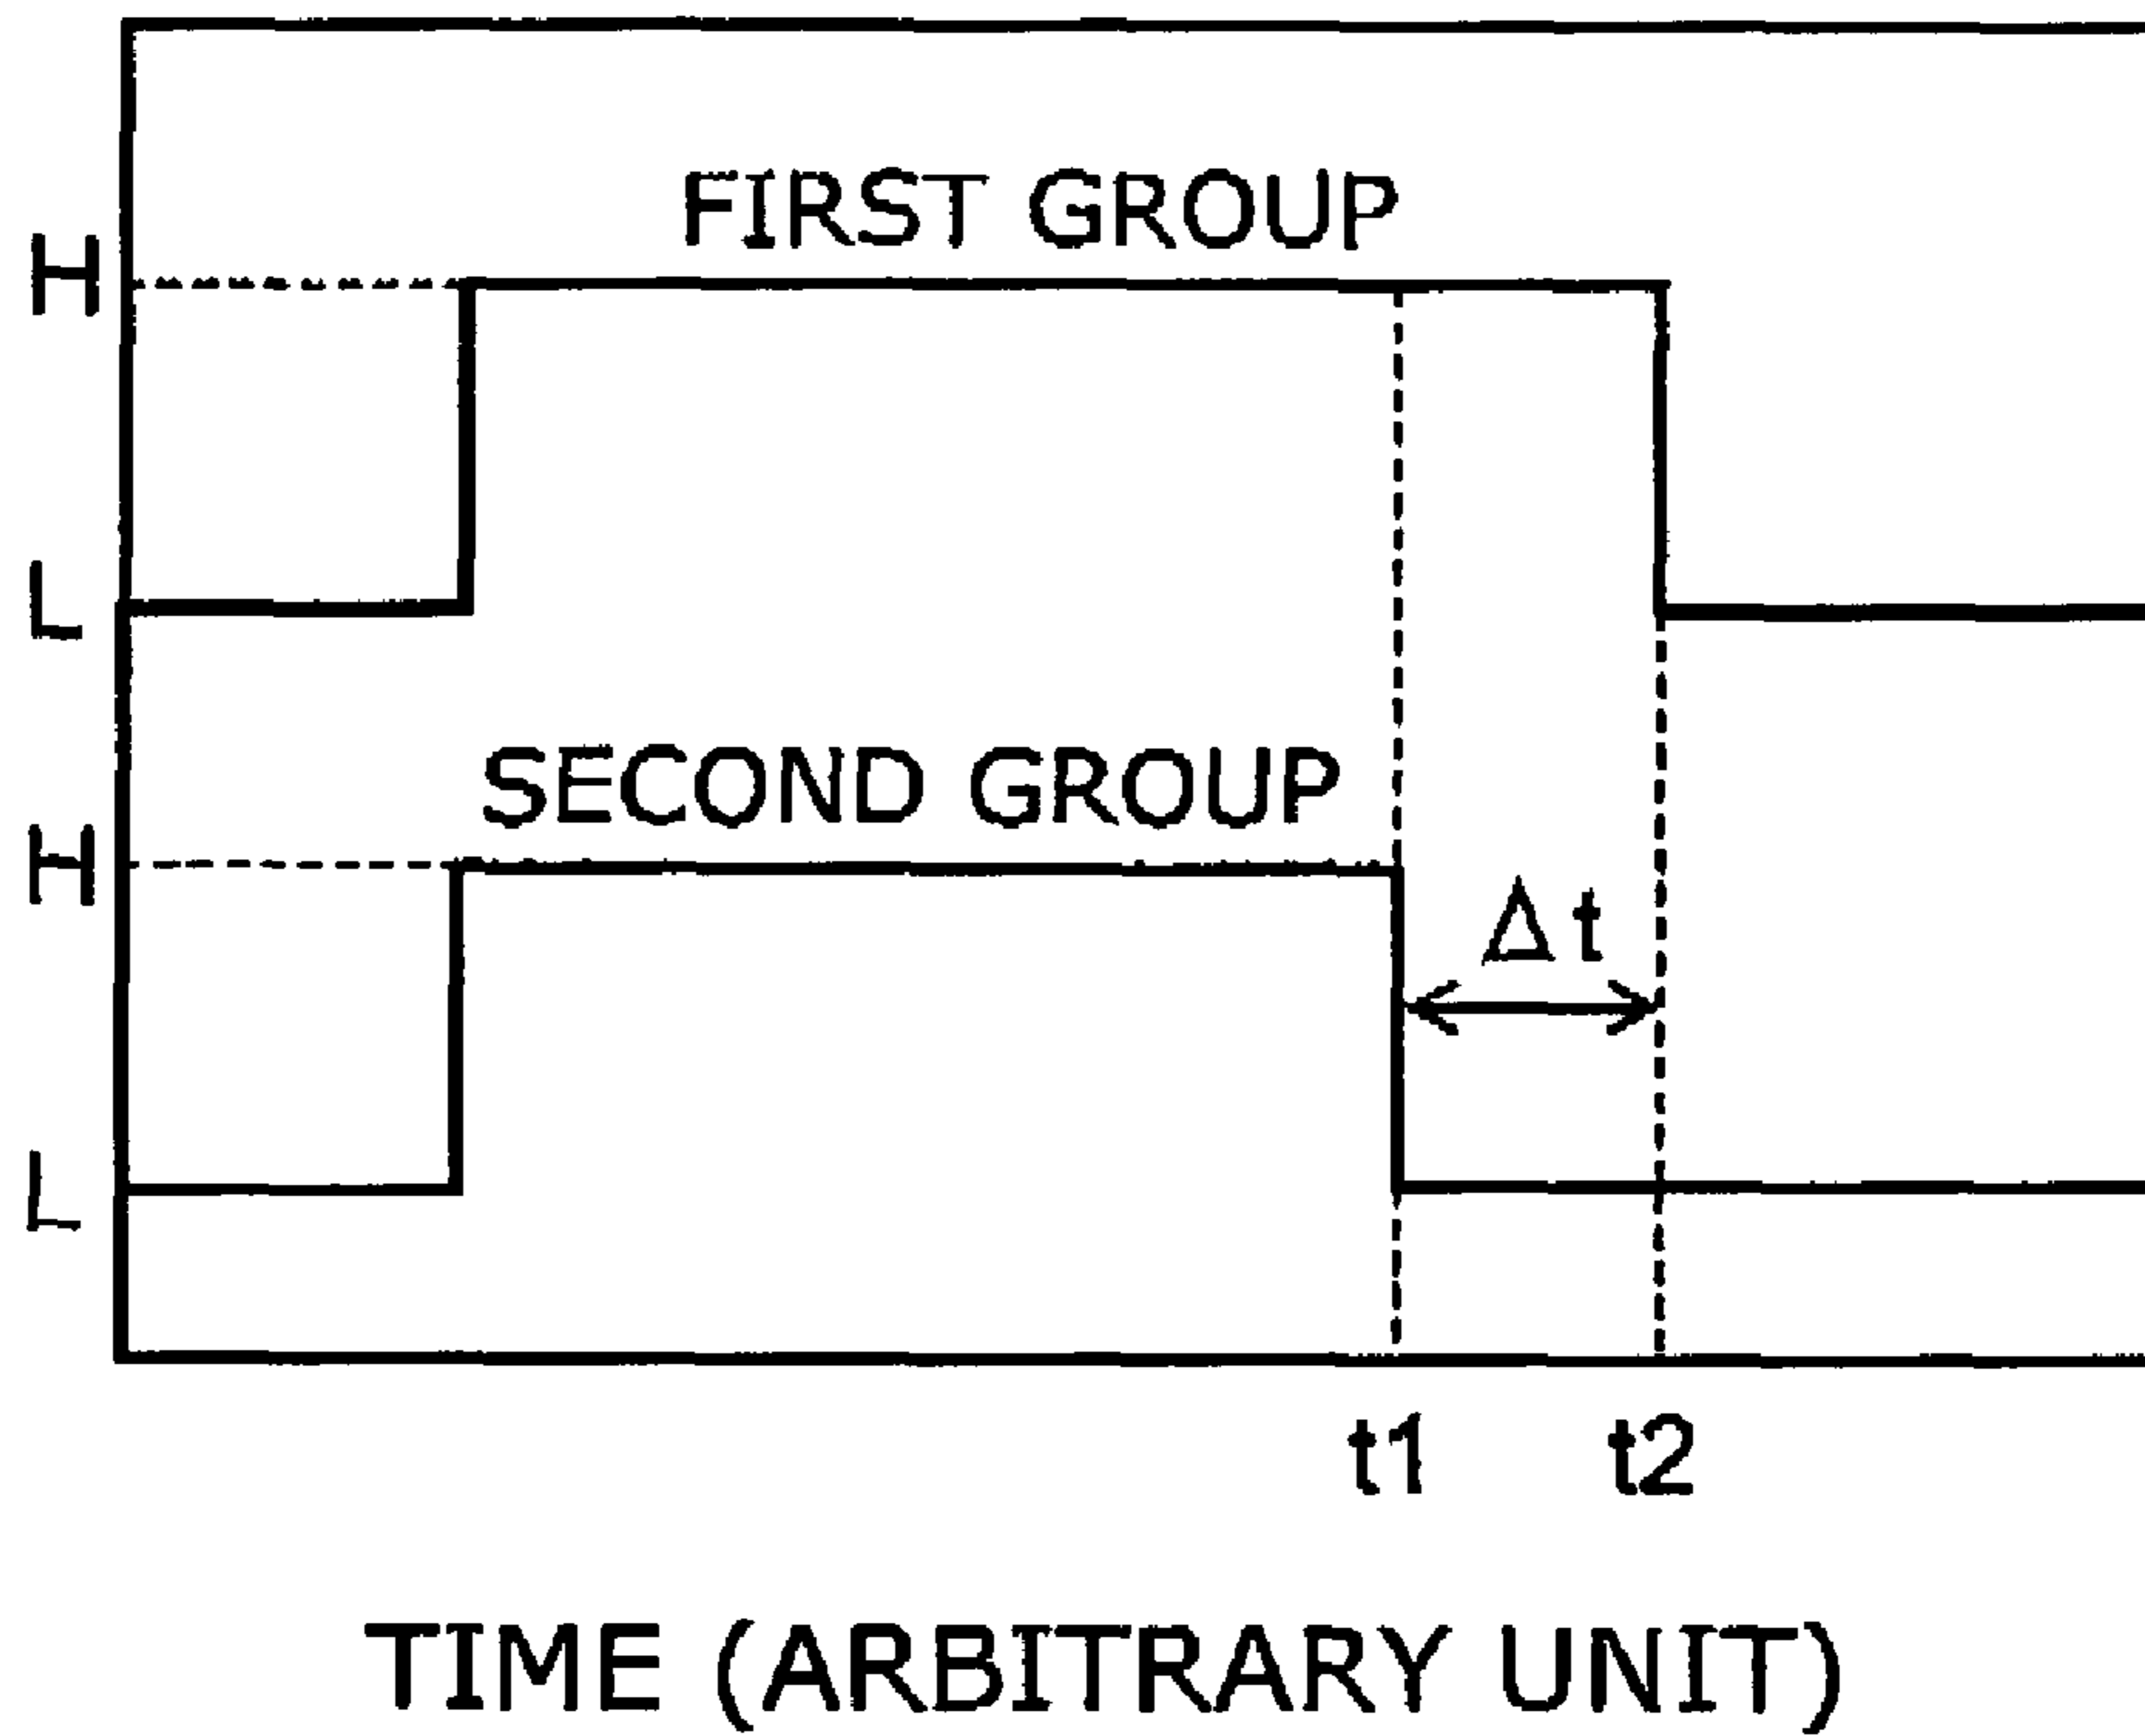 FIRST GROUP
H
L
SECOND GROUP
H
Δt
L
t1 t2
TIME (ARBITRARY UNIT)